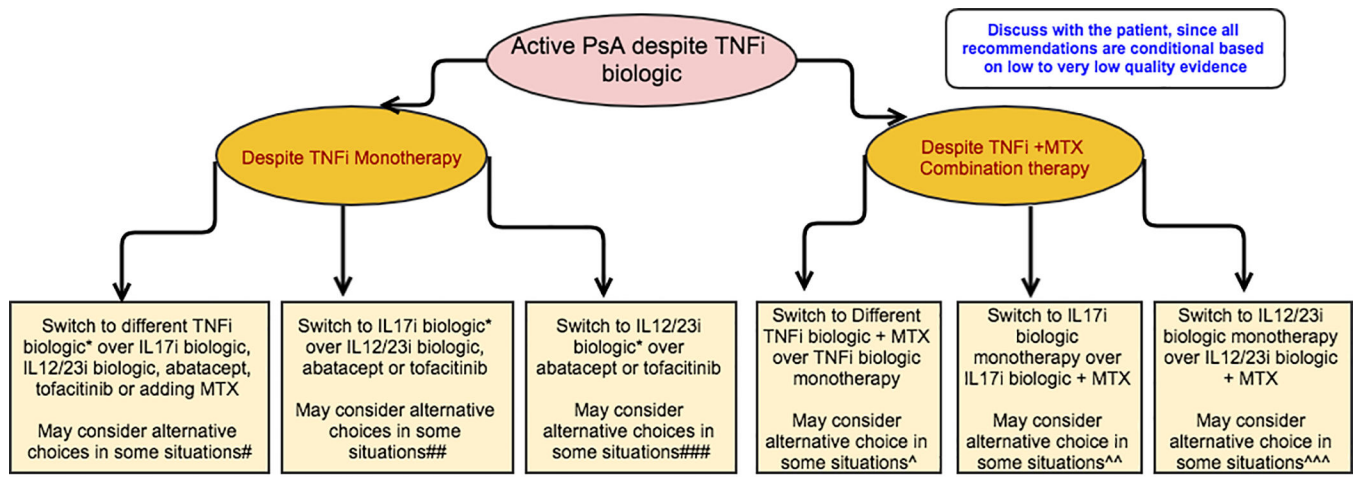 Active PsA despite TNFi
biologic
Discuss with the patient, since all
recommendations are conditional based
on low to very low quality evidence
Despite TNFi Monotherapy
Despite TNFi +MTX
Combination therapy
Switch to different TNFi
biologic* over IL17i biologic,
IL12/23i biologic, abatacept,
tofacitinib or adding MTX
May consider alternative
choices in some situations#
Switch to IL17i biologic*
over IL12/23i biologic,
abatacept or tofacitinib
May consider alternative
choices in some
situations##
Switch to IL12/23i
biologic* over
abatacept or tofacitinib
May consider
alternative choices in
some situations###
Switch to Different
TNFi biologic + MTX
over TNFi biologic
monotherapy
May consider
alternative choice in
some situations^
Switch to IL17i
biologic
monotherapy over
IL17i biologic + MTX
May consider
alternative choice in
some situations^^
Switch to IL12/23i
biologic monotherapy
over IL12/23i biologic
+ MTX
May consider
alternative choice in
some situations^^^